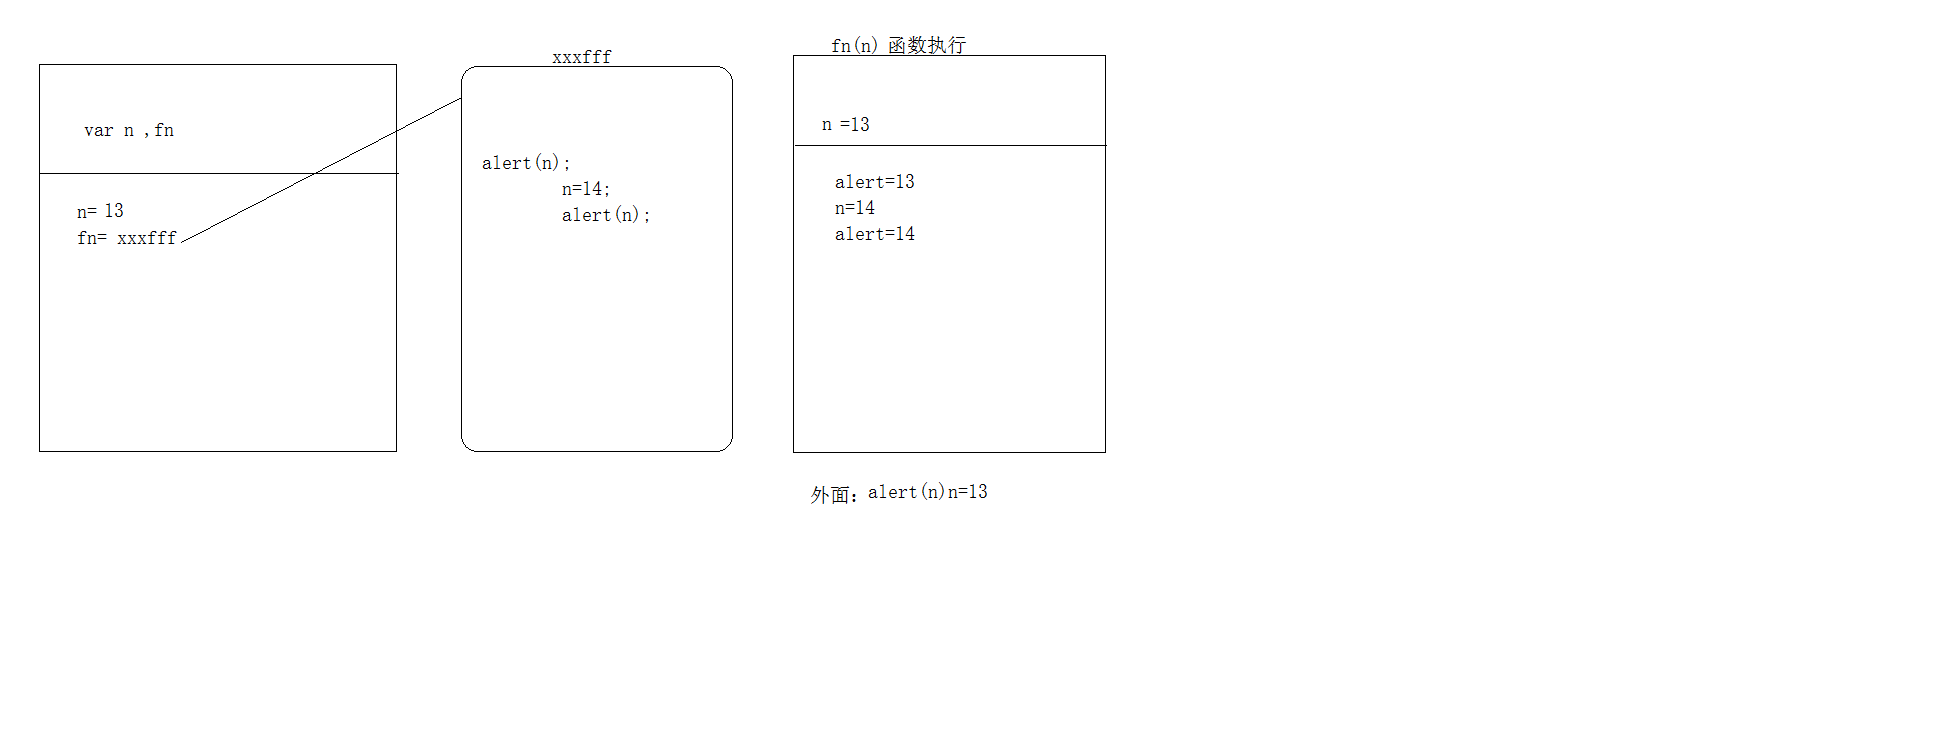 var n ,fn
n= 13
fn= xxxfff
xxxfff
alert(n);
n=14;
alert(n);
fn(n) 函数执行
n =13
alert=13
n=14
alert=14
外面: alert(n)n=13